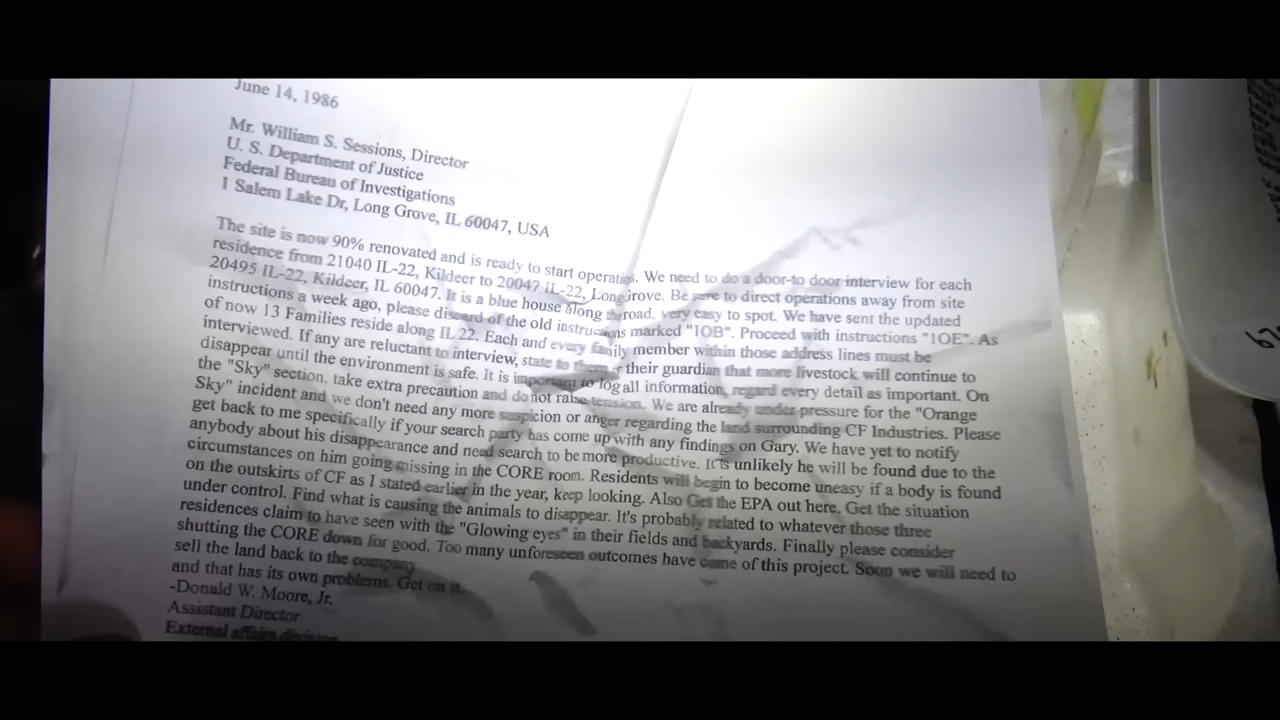 June 14, 1986
Mr. William S. Sessions, Director
U. S. Department of Justice
Federal Bureau of Investigations
1 Salem Lake Dr, Long Grove, IL 60047, USA
The site is now 90% renovated and is ready to start We need to do a door-to door interview for each
residence from 21040 IL-22, Kildeer to 20047 IL-22, Long Grove. Be sure to direct operations away from site
20495 IL-22, Kildeer, IL 60047. It is a blue house along the road, very easy to spot. We have sent the updated
instructions a week ago, please discard of the old instructions marked "1OB". Proceed with instructions "1OE". As
of now 13 Families reside along IL 22. Each and every family member within those address lines must be
interviewed. If any are reluctant to interview, state to them or their guardian that more livestock will continue to
disappear until the environment is safe. It is important to log all information, regard every detail as important. On
the "Sky" section, take extra precaution and do not raise tension. We are already under pressure for the "Orange
Sky" incident and we don't need any more suspicion or anger regarding the land surrounding CF Industries. Please
get back to me specifically if your search party has come up with any findings on Gary. We have yet to notify
anybody about his disappearance and need search to be more productive. It is unlikely he will be found due to the
circumstances on him going missing in the CORE room. Residents will begin to become uneasy if a body is found
on the outskirts of CF as I stated earlier in the year, keep looking. Also Get the EPA out here. Get the situation
under control. Find what is causing the animals to disappear. It's probably related to whatever those three
residences claim to have seen with the "Glowing eyes" in their fields and backyards. Finally please consider
shutting the CORE down for good. Too many unforeseen outcomes have come of this project. Soon we will need to
sell the land back to the company
and that has its own problems. Get on it.
-Donald W. Moore, Jr.
Assistant Director
External affairs division